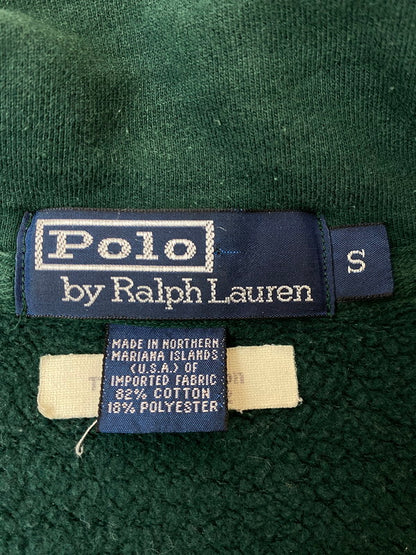 Polo
by Ralph Lauren
S
MADE IN NORTHERN
MARIANA ISLANDS
(U.S.A.) OF
IMPORTED FABRIC
82% COTTON
18% POLYESTER